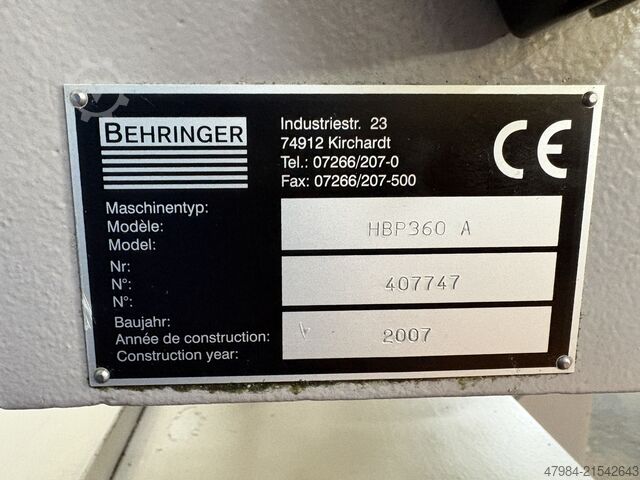 BEHRINGER
Industriestr. 23
74912 Kirchardt
Tel.: 07266/207-0
Fax: 07266/207-500
CE
Maschinentyp:
Modèle:
Model:
HBP360 A
Nr:
N°:
N°:
407747
Baujahr:
Année de construction:
Construction year:
2007
47984-21542643